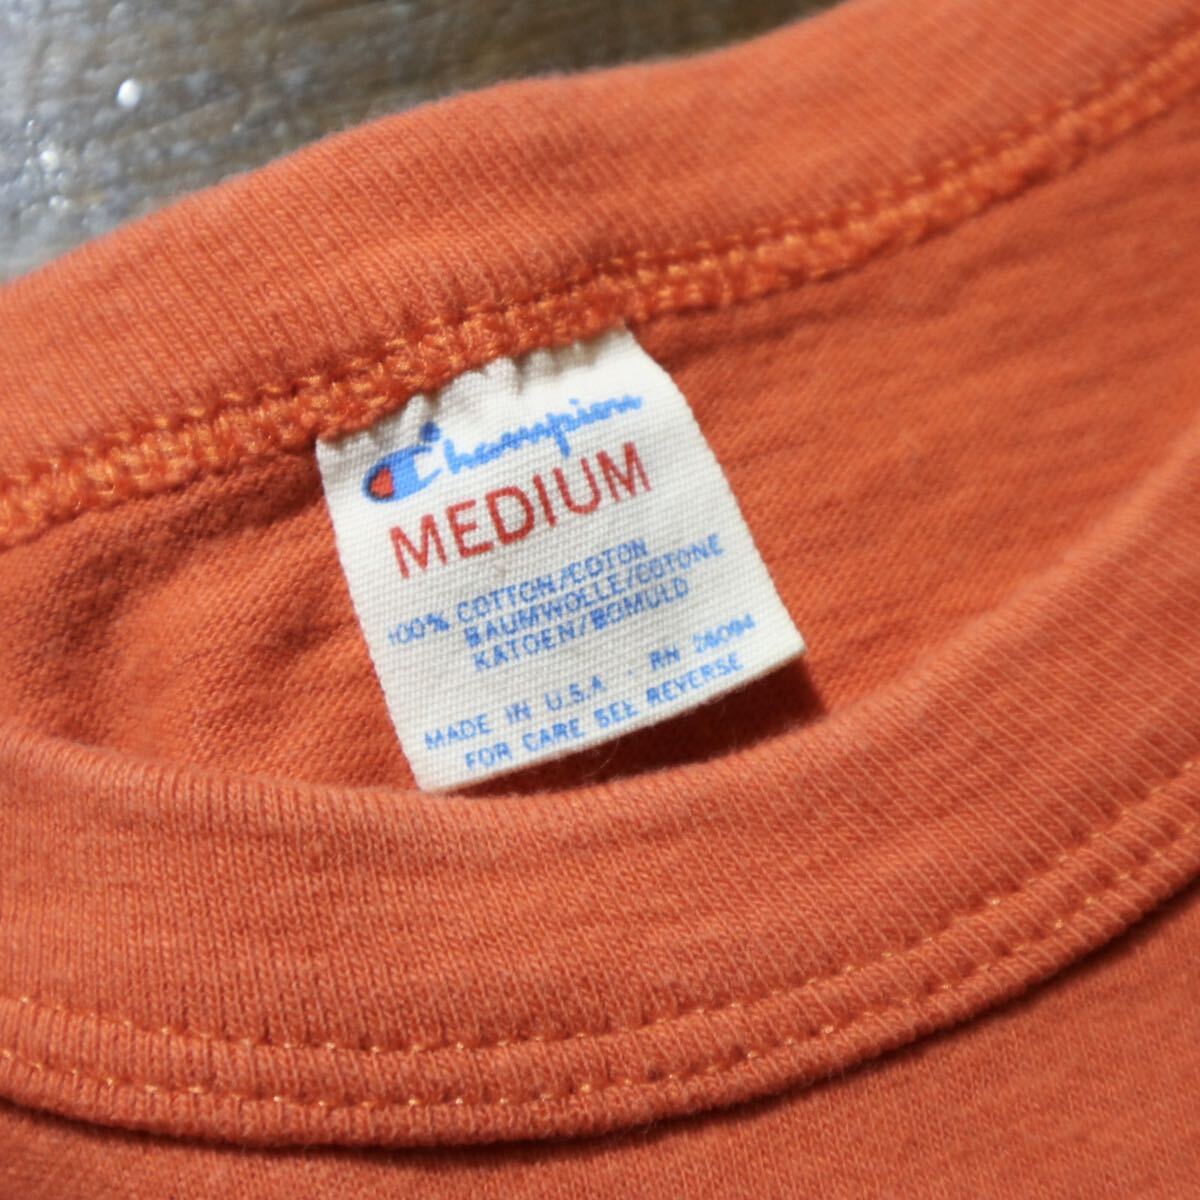 Champion
MEDIUM
100% COTTON/COTON
BAUMWOLLE/COTONE
KATOEN/BOMULD
MADE IN U.S.A. RN 26094
FOR CARE SEE REVERSE